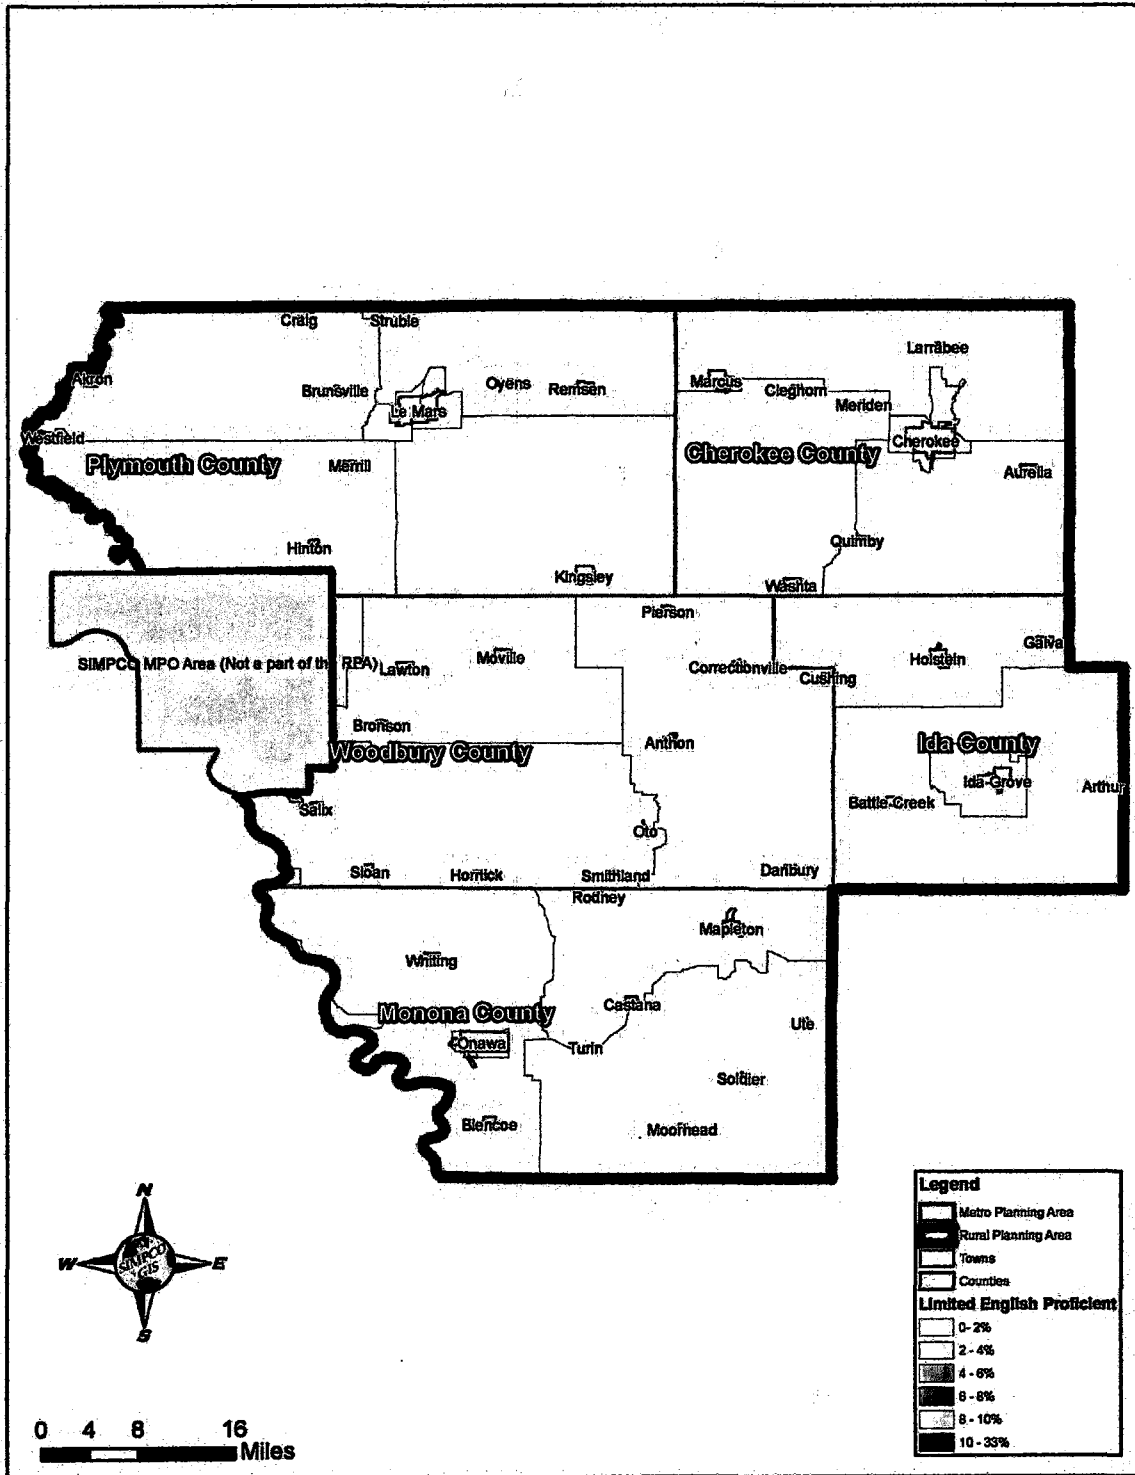 Craig
Struble
Larrabee
Akron
Marcus
Oyens
Remsen
Brunsville
Cleghorn
Meriden
Le Mars
Westfield
Cherokee
Plymouth County
Merrill
Cherokee County
Aurelia
Hinton
Quimby
Kingsley
Washta
Pierson
Galva
SIMPCO MPO Area (Not a part of the RPA)
Lawton
Moville
Correctionville
Holstein
Cushing
Bronson
Woodbury County
Anthon
Ida County
Ida Grove
Arthur
Battle Creek
Salix
Oto
Sloan
Hornick
Smithland
Danbury
Rodney
Mapleton
Whiting
Castana
Monona County
Ute
Onawa
Turin
Soldier
Blencoe
Moorhead
N
W
E
S
SIMPCO
GIS
0 4 8 16
Miles
Legend
Metro Planning Area
Rural Planning Area
Towns
Counties
Limited English Proficient
0 - 2%
2 - 4%
4 - 6%
6 - 8%
8 - 10%
10 - 33%